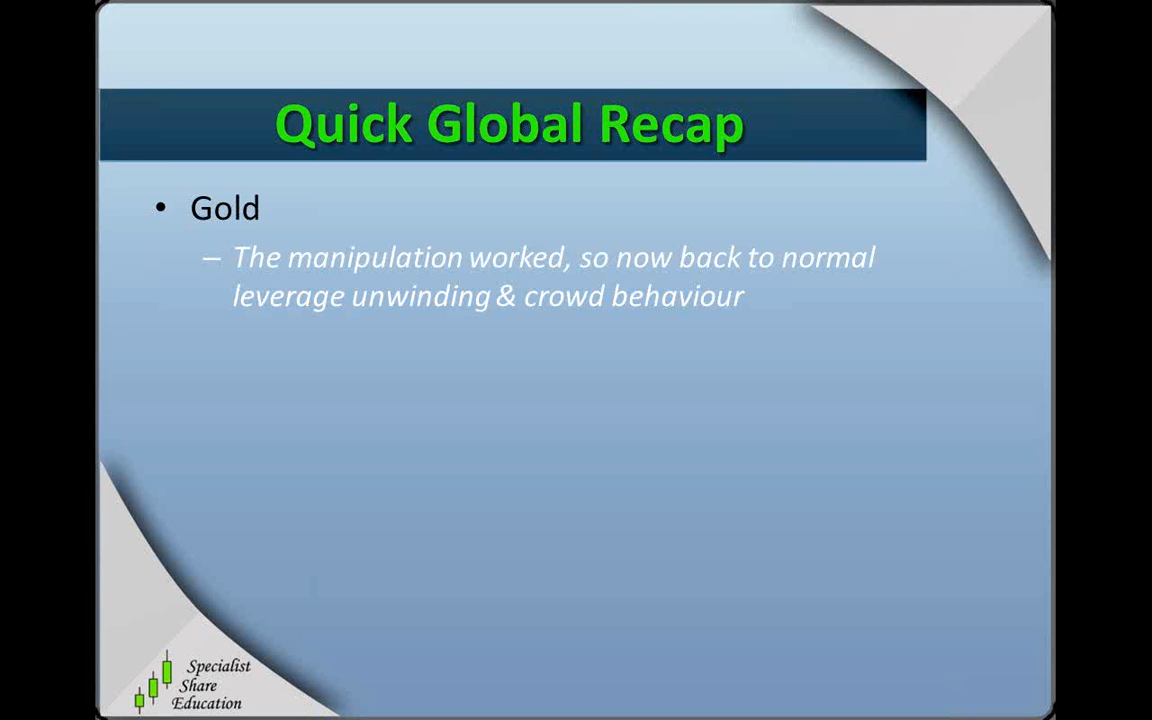 Quick Global Recap
• Gold
– The manipulation worked, so now back to normal
leverage unwinding & crowd behaviour
Specialist
Share
Education